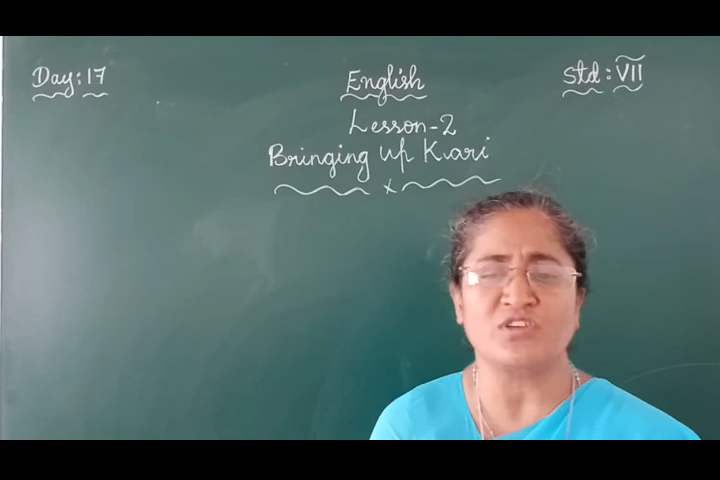 Day: 17
English
Std: VII
Lesson-2
Bringing up Kari
x